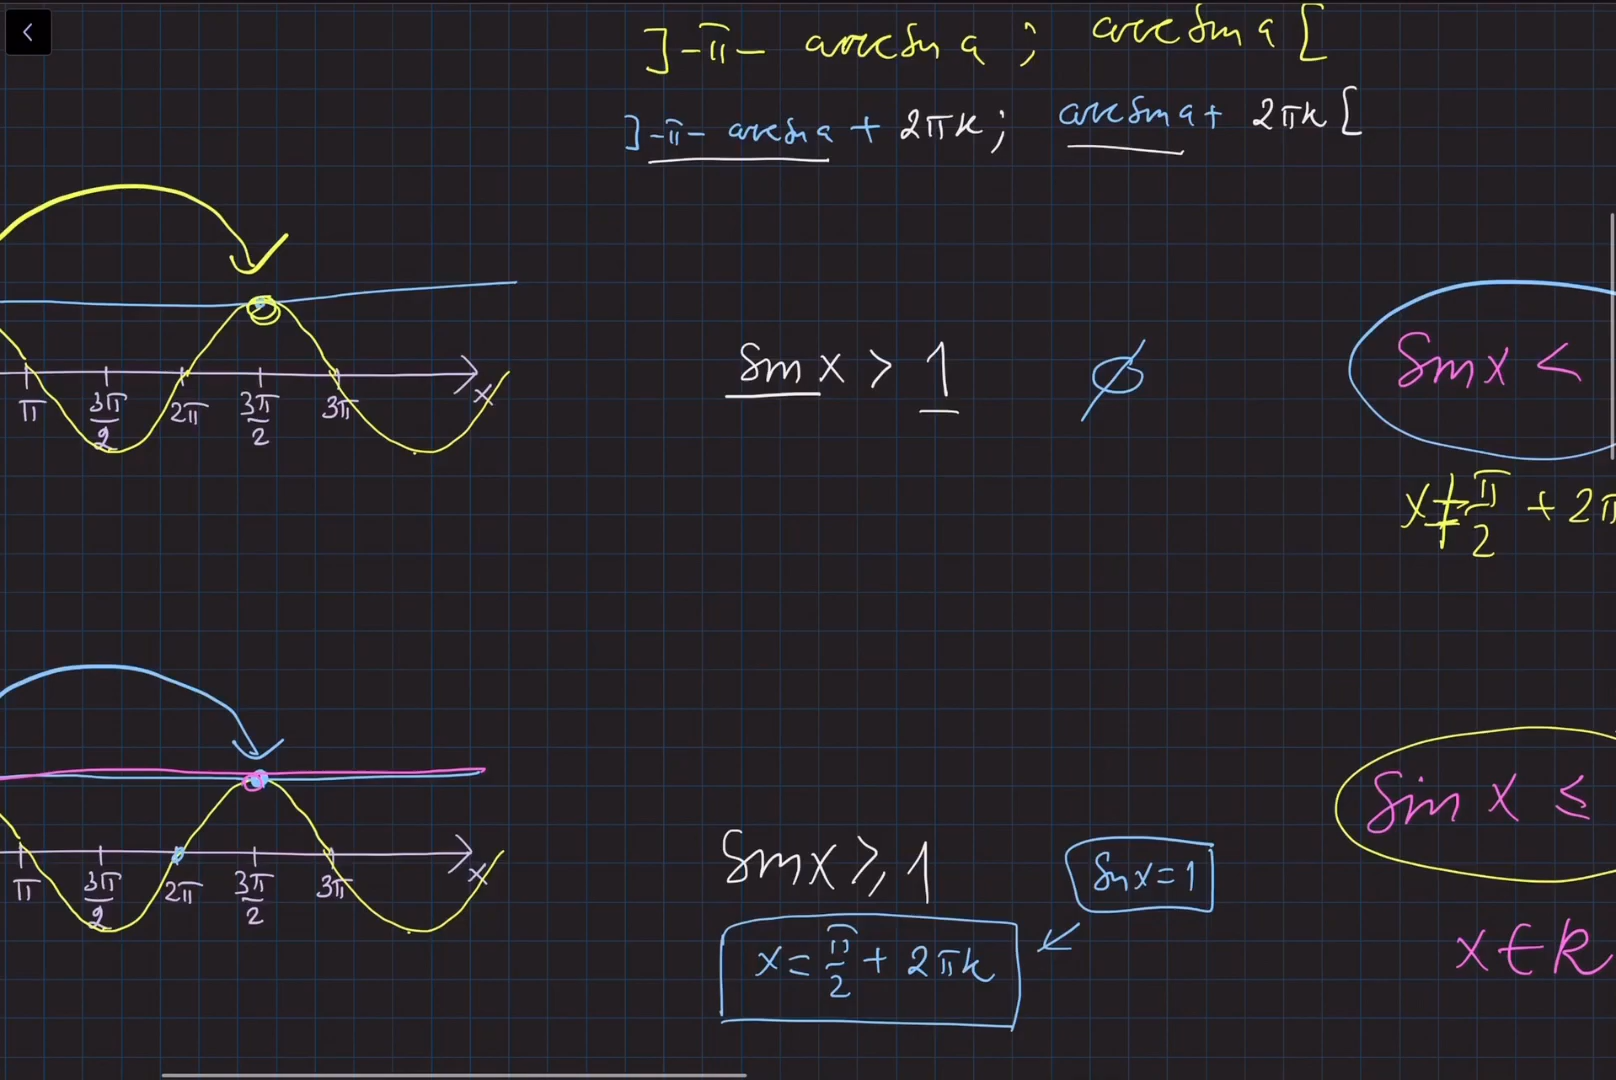 ]-π- arcsin a ; arcsin a [
]-π- arcsin a + 2πk ; arcsin a + 2πk [
sin x > 1 ∅
sin x <
π 3π/2 2π 3π/2 3π x
x ≠ π/2 + 2π
sin x ≤
sin x ⩾ 1
sin x = 1
π 3π/2 2π 3π/2 3π x
x = π/2 + 2πk
x ∈ R